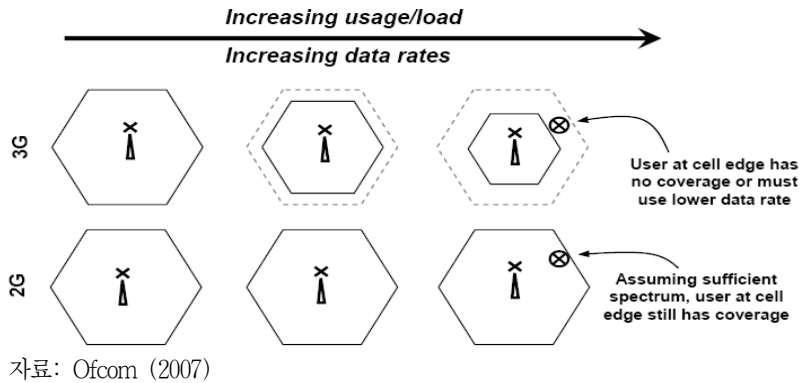 Increasing usage/load
Increasing data rates
3G
User at cell edge has
no coverage or must
use lower data rate
2G
Assuming sufficient
spectrum, user at cell
edge still has coverage
자료: Ofcom (2007)